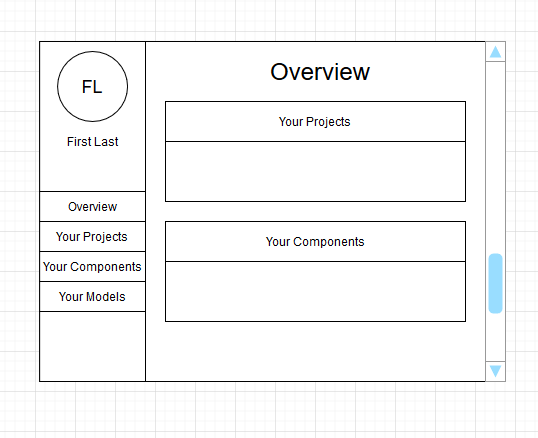 FL
First Last
Overview
Your Projects
Your Components
Your Models
Overview
Your Projects
Your Components